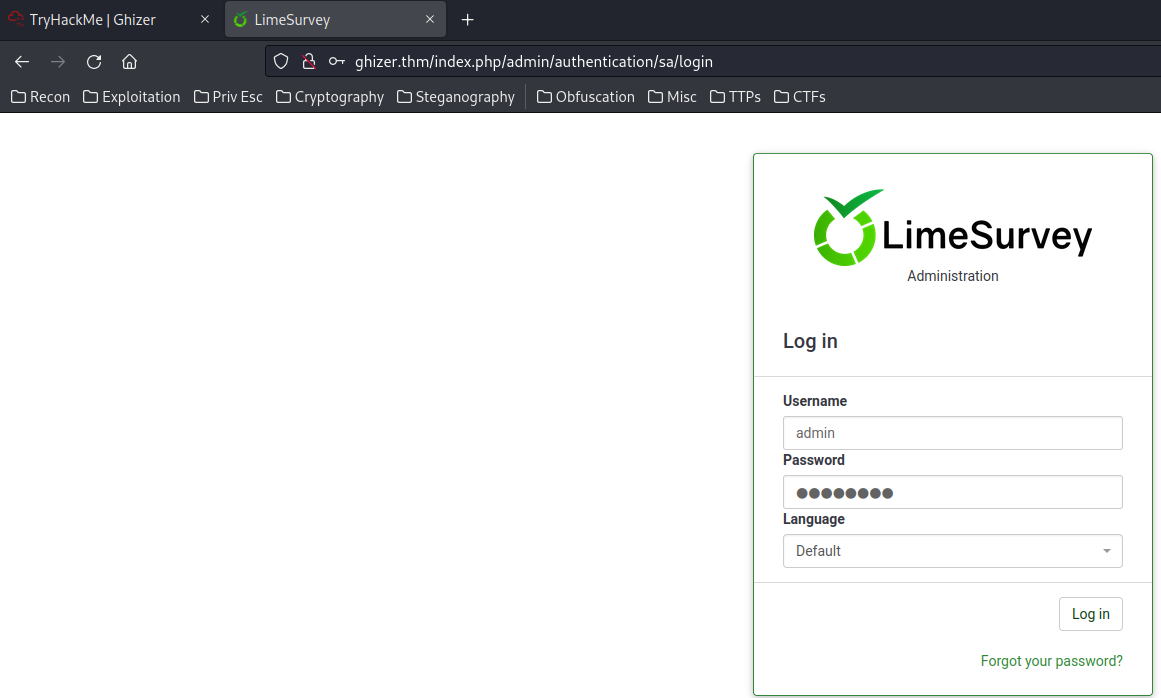 TryHackMe | Ghizer
LimeSurvey
ghizer.thm/index.php/admin/authentication/sa/login
Recon Exploitation Priv Esc Cryptography Steganography Obfuscation Misc TTPs CTFs
LimeSurvey
Administration
Log in
Username
admin
Password
●●●●●●●●
Language
Default
Log in
Forgot your password?